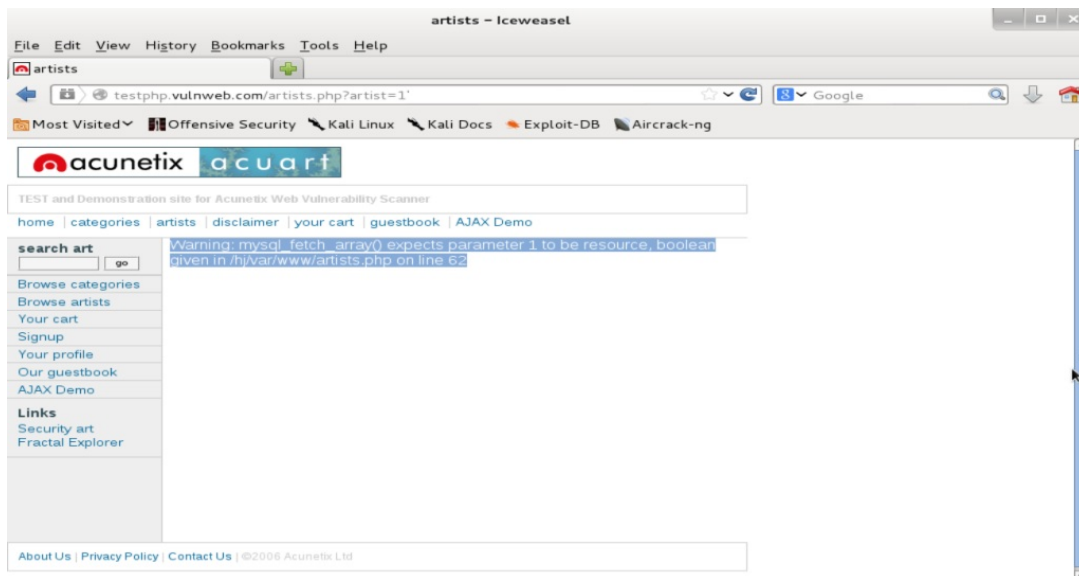 artists - Iceweasel
File Edit View History Bookmarks Tools Help
artists
testphp.vulnweb.com/artists.php?artist=1'
Google
Most Visited Offensive Security Kali Linux Kali Docs Exploit-DB Aircrack-ng
acunetix acuart
TEST and Demonstration site for Acunetix Web Vulnerability Scanner
home | categories | artists | disclaimer | your cart | guestbook | AJAX Demo
search art
go
Browse categories
Browse artists
Your cart
Signup
Your profile
Our guestbook
AJAX Demo
Links
Security art
Fractal Explorer
Warning: mysql_fetch_array() expects parameter 1 to be resource, boolean
given in /hj/var/www/artists.php on line 62
About Us | Privacy Policy | Contact Us | ©2006 Acunetix Ltd